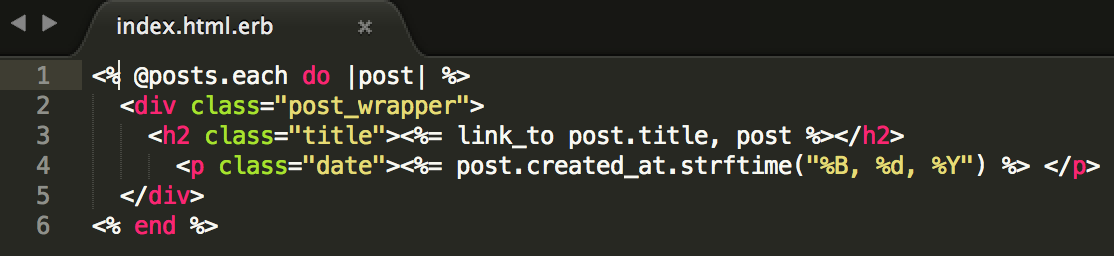 index.html.erb
1 <% @posts.each do |post| %>
2 <div class="post_wrapper">
3 <h2 class="title"><%= link_to post.title, post %></h2>
4 <p class="date"><%= post.created_at.strftime("%B, %d, %Y") %> </p>
5 </div>
6 <% end %>